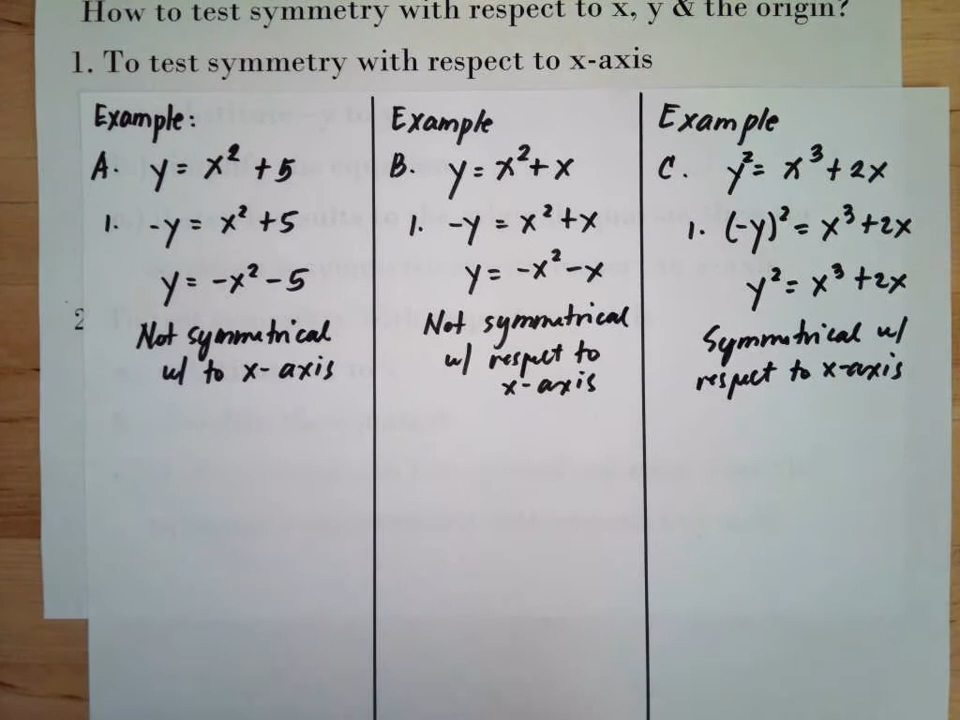 How to test symmetry with respect to x, y & the origin?
1. To test symmetry with respect to x-axis
Example:
A. y = x² + 5
1. -y = x² + 5
y = -x² - 5
Not symmetrical
w/ to x-axis
Example
B. y = x² + x
1. -y = x² + x
y = -x² - x
Not symmetrical
w/ respect to
x-axis
Example
C. y² = x³ + 2x
1. (-y)² = x³ + 2x
y² = x³ + 2x
Symmetrical w/
respect to x-axis
2